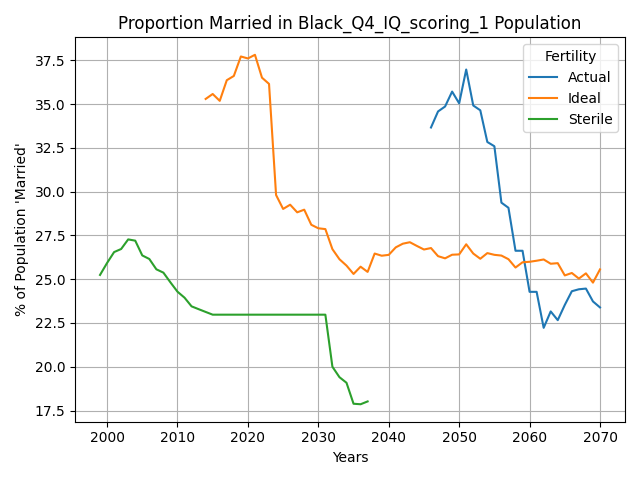 Proportion Married in Black_Q4_IQ_scoring_1 Population
% of Population 'Married'
37.5
35.0
32.5
30.0
27.5
25.0
22.5
20.0
17.5
Fertility
Actual
Ideal
Sterile
2000 2010 2020 2030 2040 2050 2060 2070
Years